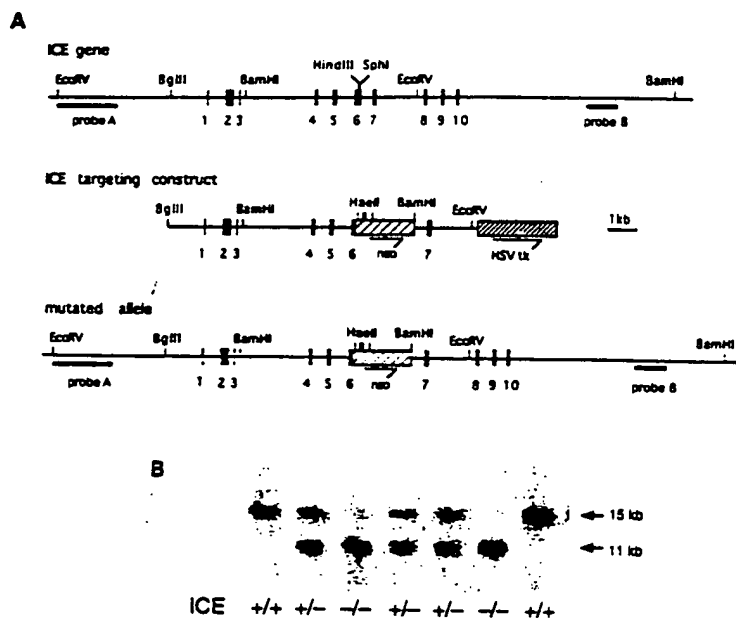 A
ICE gene
HindIII SphI
EcoRV BglII BamHI EcoRV BamHI
probe A 1 2 3 4 5 6 7 8 9 10 probe B
ICE targeting construct
BglII BamHI HaeII BamHI EcoRV 1 kb
1 2 3 4 5 6 neo 7 HSV tk
mutated allele
EcoRV BglII BamHI HaeII BamHI EcoRV BamHI
probe A 1 2 3 4 5 6 neo 7 8 9 10 probe B
B
15 kb
11 kb
ICE +/+ +/− −/− +/− +/− −/− +/+